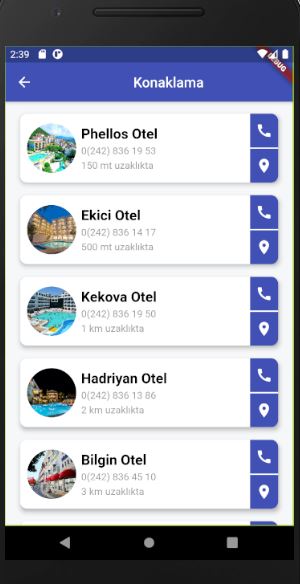 2:39
DEBUG
Konaklama
Phellos Otel
0(242) 836 19 53
150 mt uzaklıkta
Ekici Otel
0(242) 836 14 17
500 mt uzaklıkta
Kekova Otel
0(242) 836 19 50
1 km uzaklıkta
Hadriyan Otel
0(242) 836 13 86
2 km uzaklıkta
Bilgin Otel
0(242) 836 45 10
3 km uzaklıkta